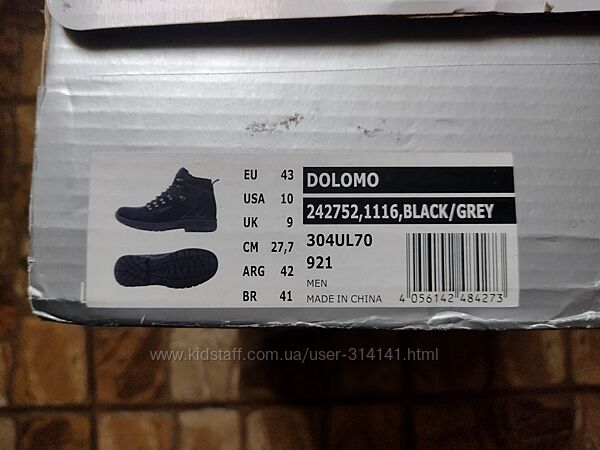 EU 43
USA 10
UK 9
CM 27,7
ARG 42
BR 41
DOLOMO
242752,1116,BLACK/GREY
304UL70
921
MEN
MADE IN CHINA
4 056142 484273
www.kidstaff.com.ua/user-314141.html